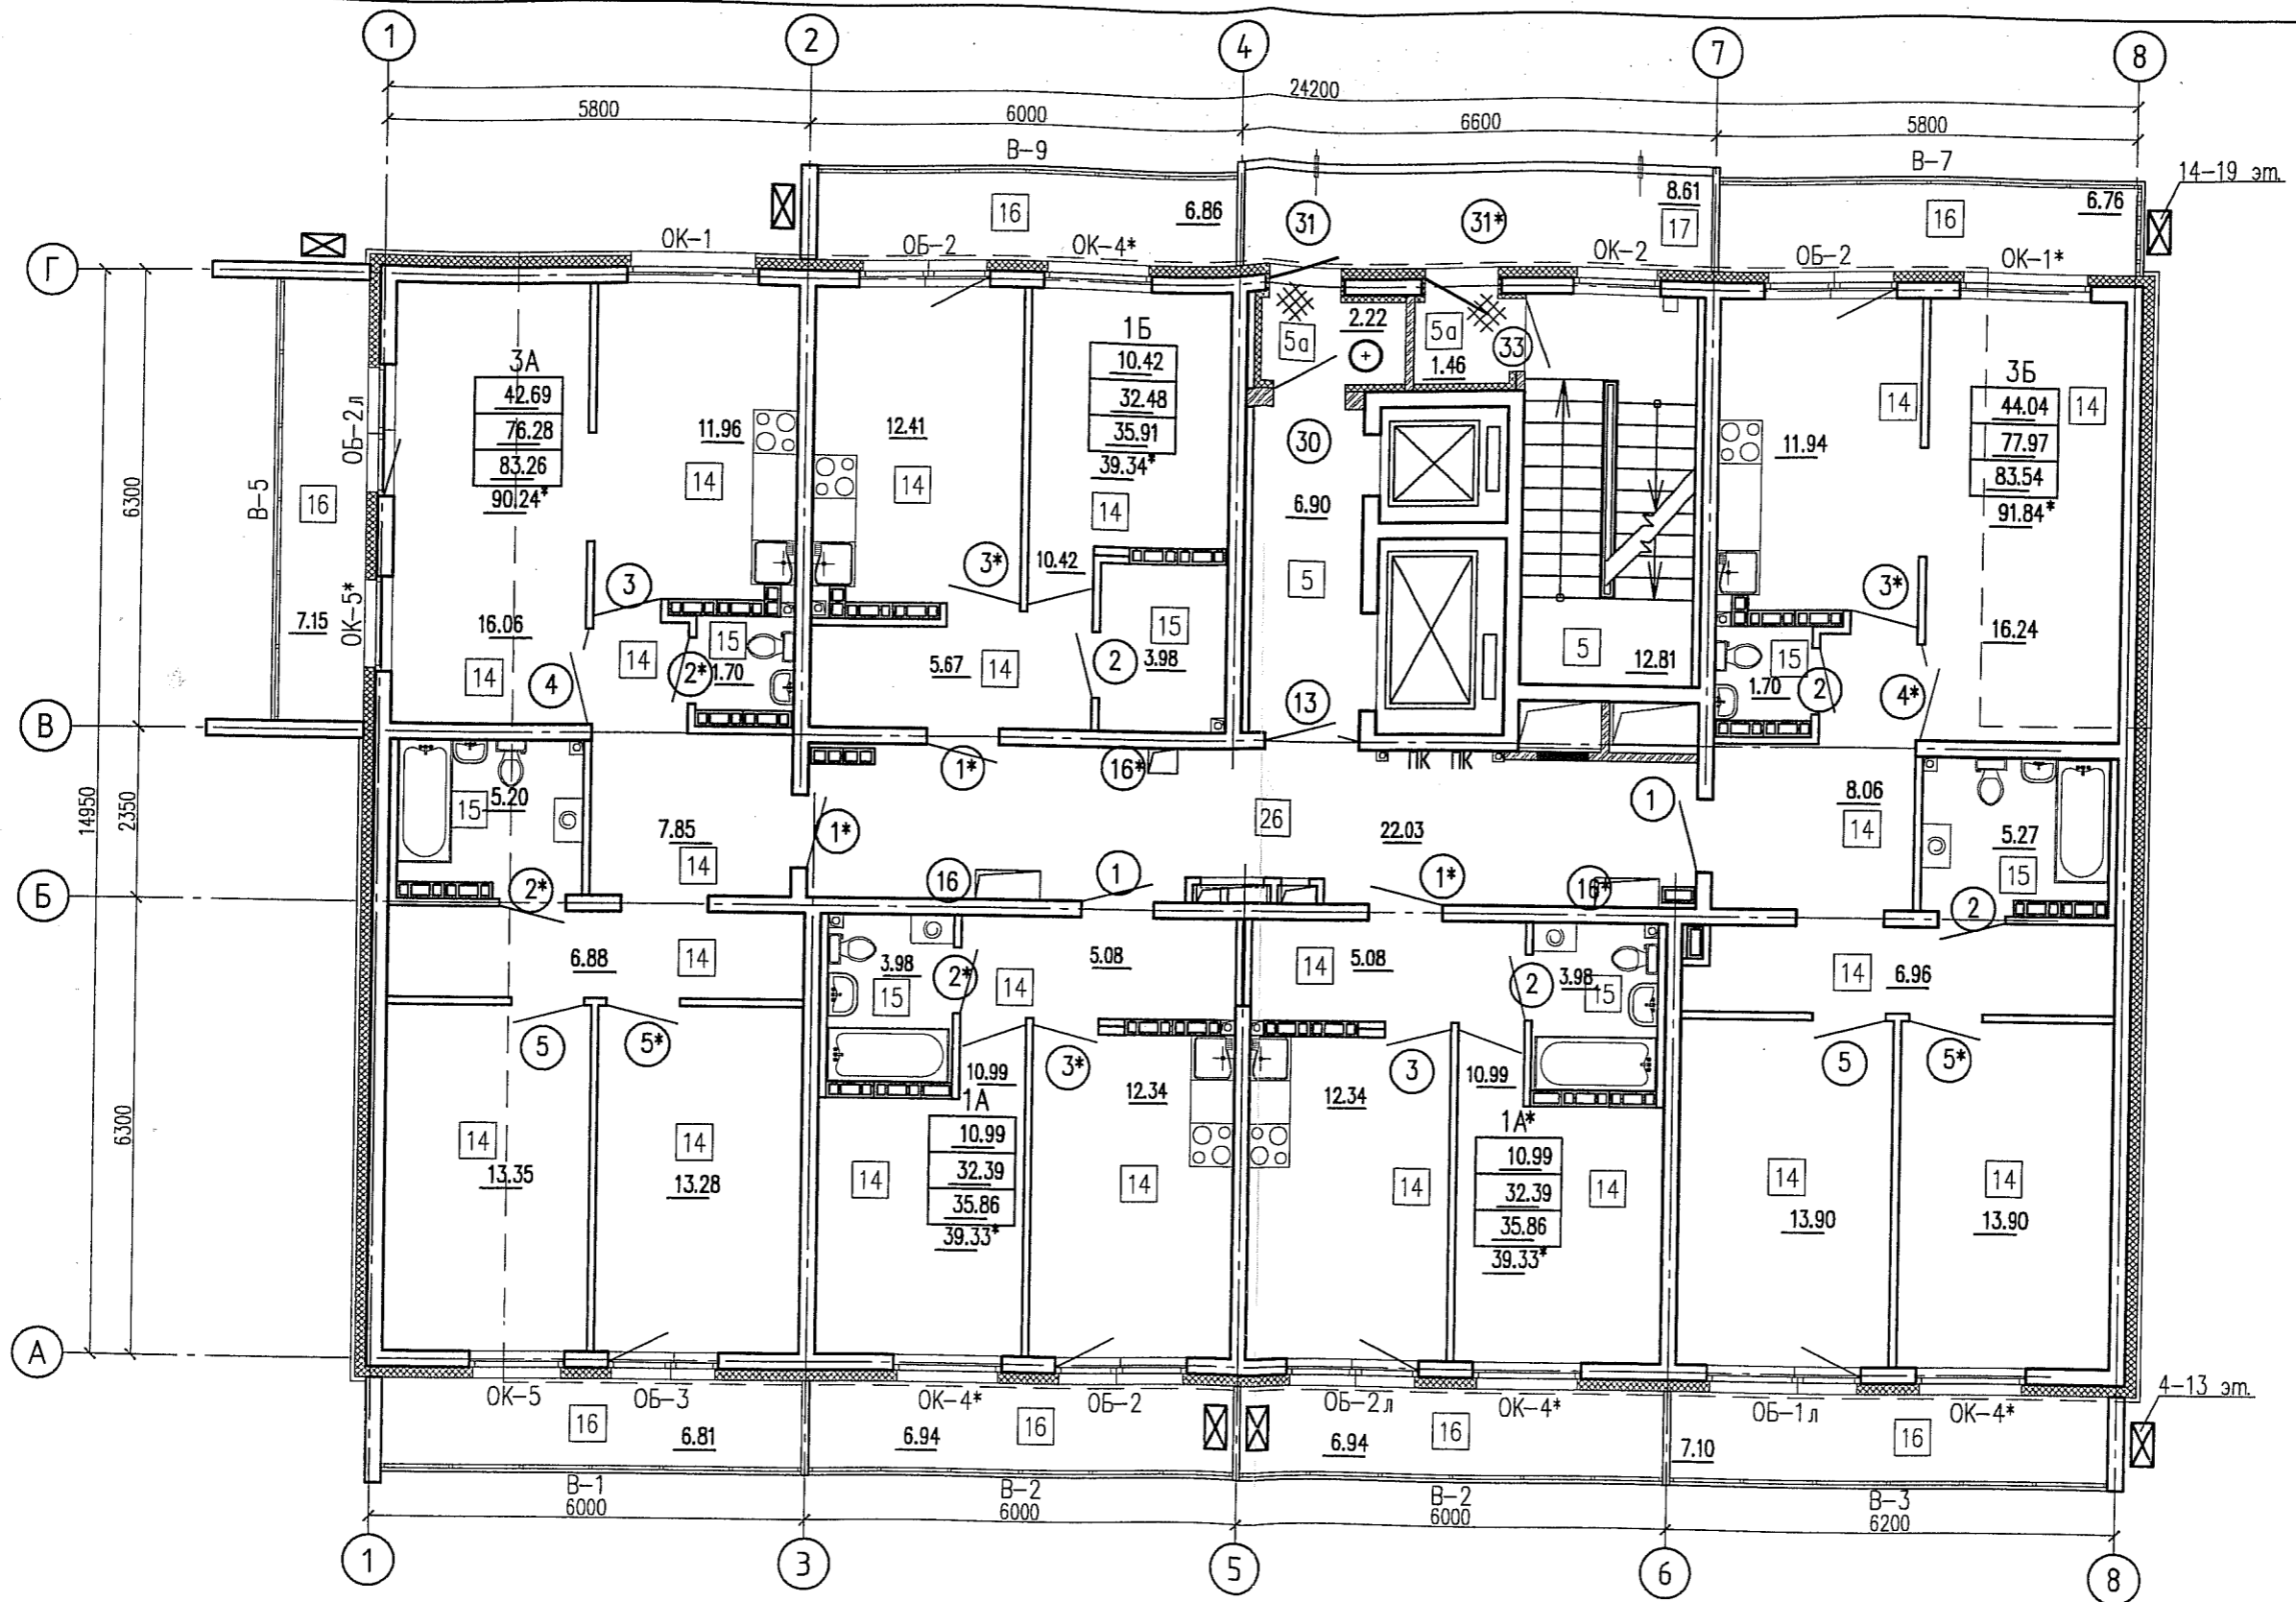 1 2 4 7 8
24200
5800 6000 6600 5800
В-9 В-7
14-19 эт.
16 6.86 31 31* 8.61 17 16 6.76
ОК-1 ОБ-2 ОК-4* ОК-2 ОБ-2 ОК-1*
Г
5а 2.22 5а 1.46 33
+
3А
42.69
76.28
83.26
90.24*
1Б
10.42
32.48
35.91
39.34*
3Б
44.04
77.97
83.54
91.84*
14 14
ОБ-2л
В-5
16
7.15
ОК-5*
6300
11.96
14
12.41
14
14
30
6.90
5
11.94
3 3* 10.42 3*
16.06
14
4
14
15
2* 1.70
5.67 14
2
15
3.98
5
12.81
13
15
1.70 2
16.24
4*
В
1* 16* ПК ПК
14950
2350
15 5.20
7.85
14
1*
26 22.03
1
8.06
14
5.27
15
Б
2* 16 1 1* 16* 2
6.88 14
3.98
15
2*
14
5.08
14 5.08
2
3.98
15
14 6.96
5 5* 3* 3 5 5*
10.99 12.34 12.34 10.99
1А
10.99
32.39
35.86
39.33*
1А*
10.99
32.39
35.86
39.33*
6300
14 14
13.35 13.28
14 14 14 14
14 14
13.90 13.90
А
4-13 эт.
ОК-5 ОБ-3 ОК-4* ОБ-2 ОБ-2л ОК-4* ОБ-1л ОК-4*
16 6.81 6.94 16 6.94 16 7.10 16
В-1 В-2 В-2 В-3
6000 6000 6000 6200
1 3 5 6 8